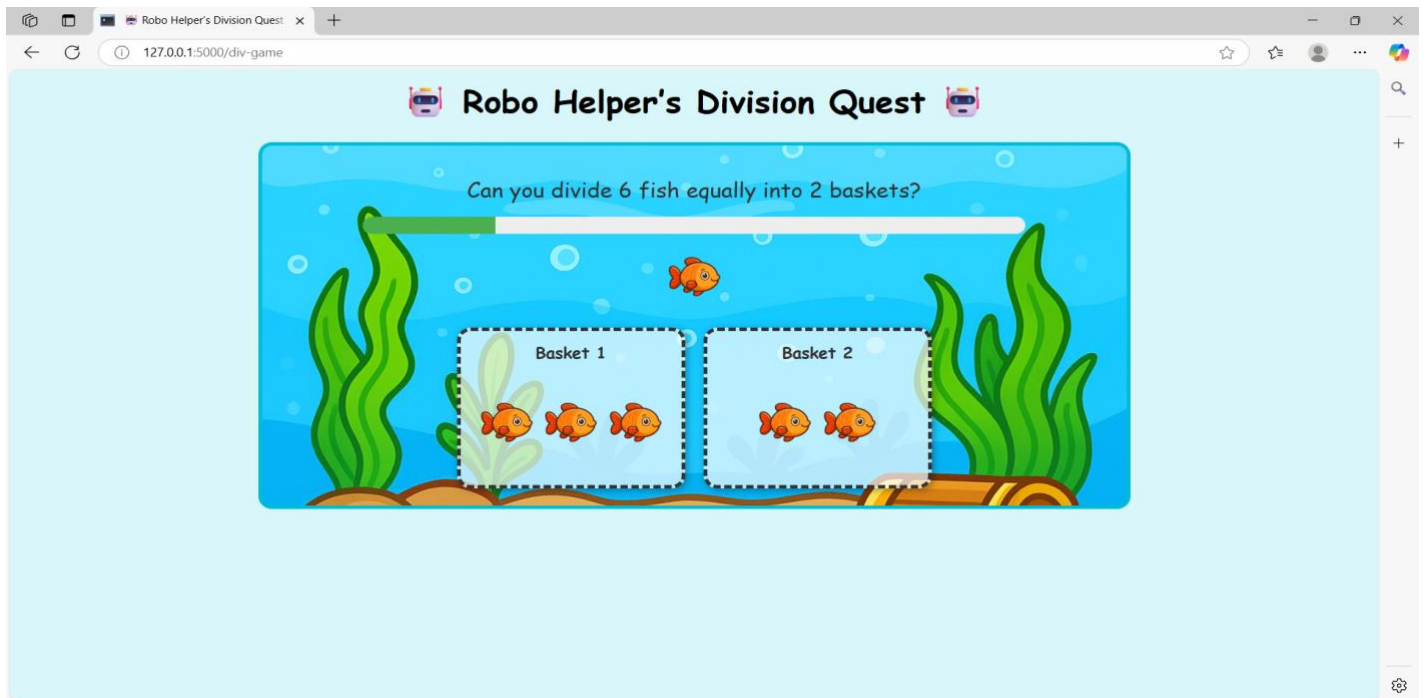 Robo Helper's Division Quest
127.0.0.1:5000/div-game
Robo Helper's Division Quest
Can you divide 6 fish equally into 2 baskets?
Basket 1
Basket 2